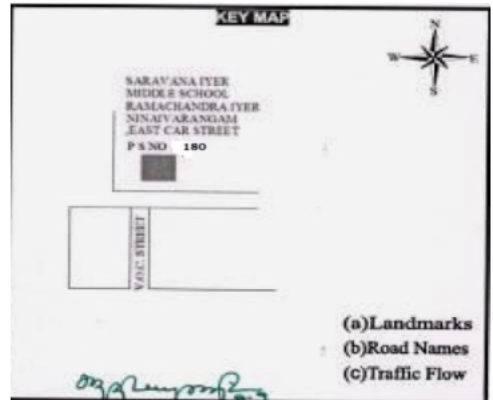 KEY MAP
N
W E
S
SARAVANA IYER
MIDDLE SCHOOL
RAMACHANDRA IYER
NINAIVARANGAM
,EAST CAR STREET
P S NO 180
V.O.C. STREET
(a)Landmarks
(b)Road Names
(c)Traffic Flow